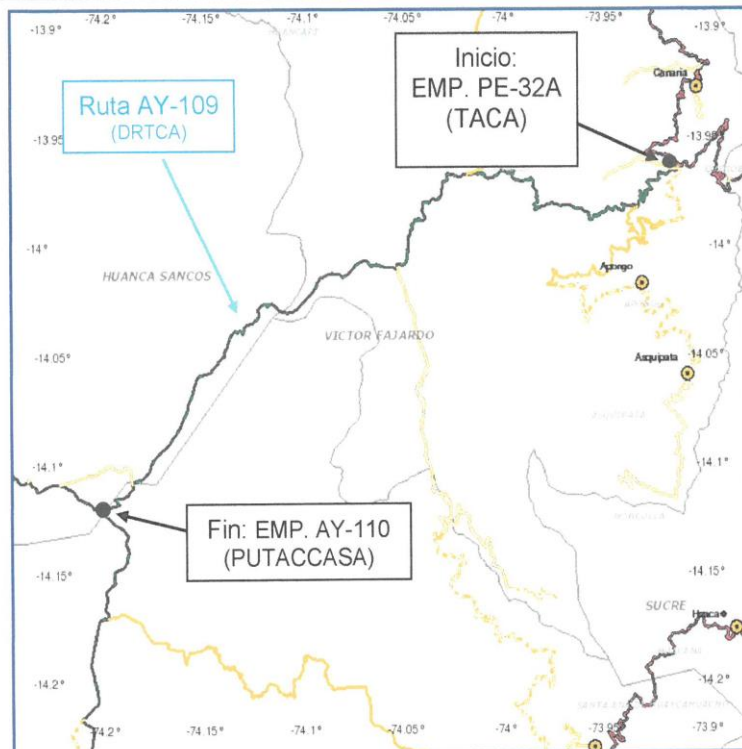 -74.2°
-74.15°
-74.1°
-74.05°
-74°
-73.95°
-73.9°
-13.9°
-13.9°
Inicio:
EMP. PE-32A
(TACA)
Canaria
Ruta AY-109
(DRTCA)
-13.95°
-13.95°
-14°
-14°
HUANCA SANCOS
Apongo
VICTOR FAJARDO
-14.05°
-14.05°
Asquipata
-14.1°
-14.1°
Fin: EMP. AY-110
(PUTACCASA)
-14.15°
-14.15°
SUCRE
-14.2°
-14.2°
-74.2°
-74.15°
-74.1°
-74.05°
-74°
-73.95°
-73.9°